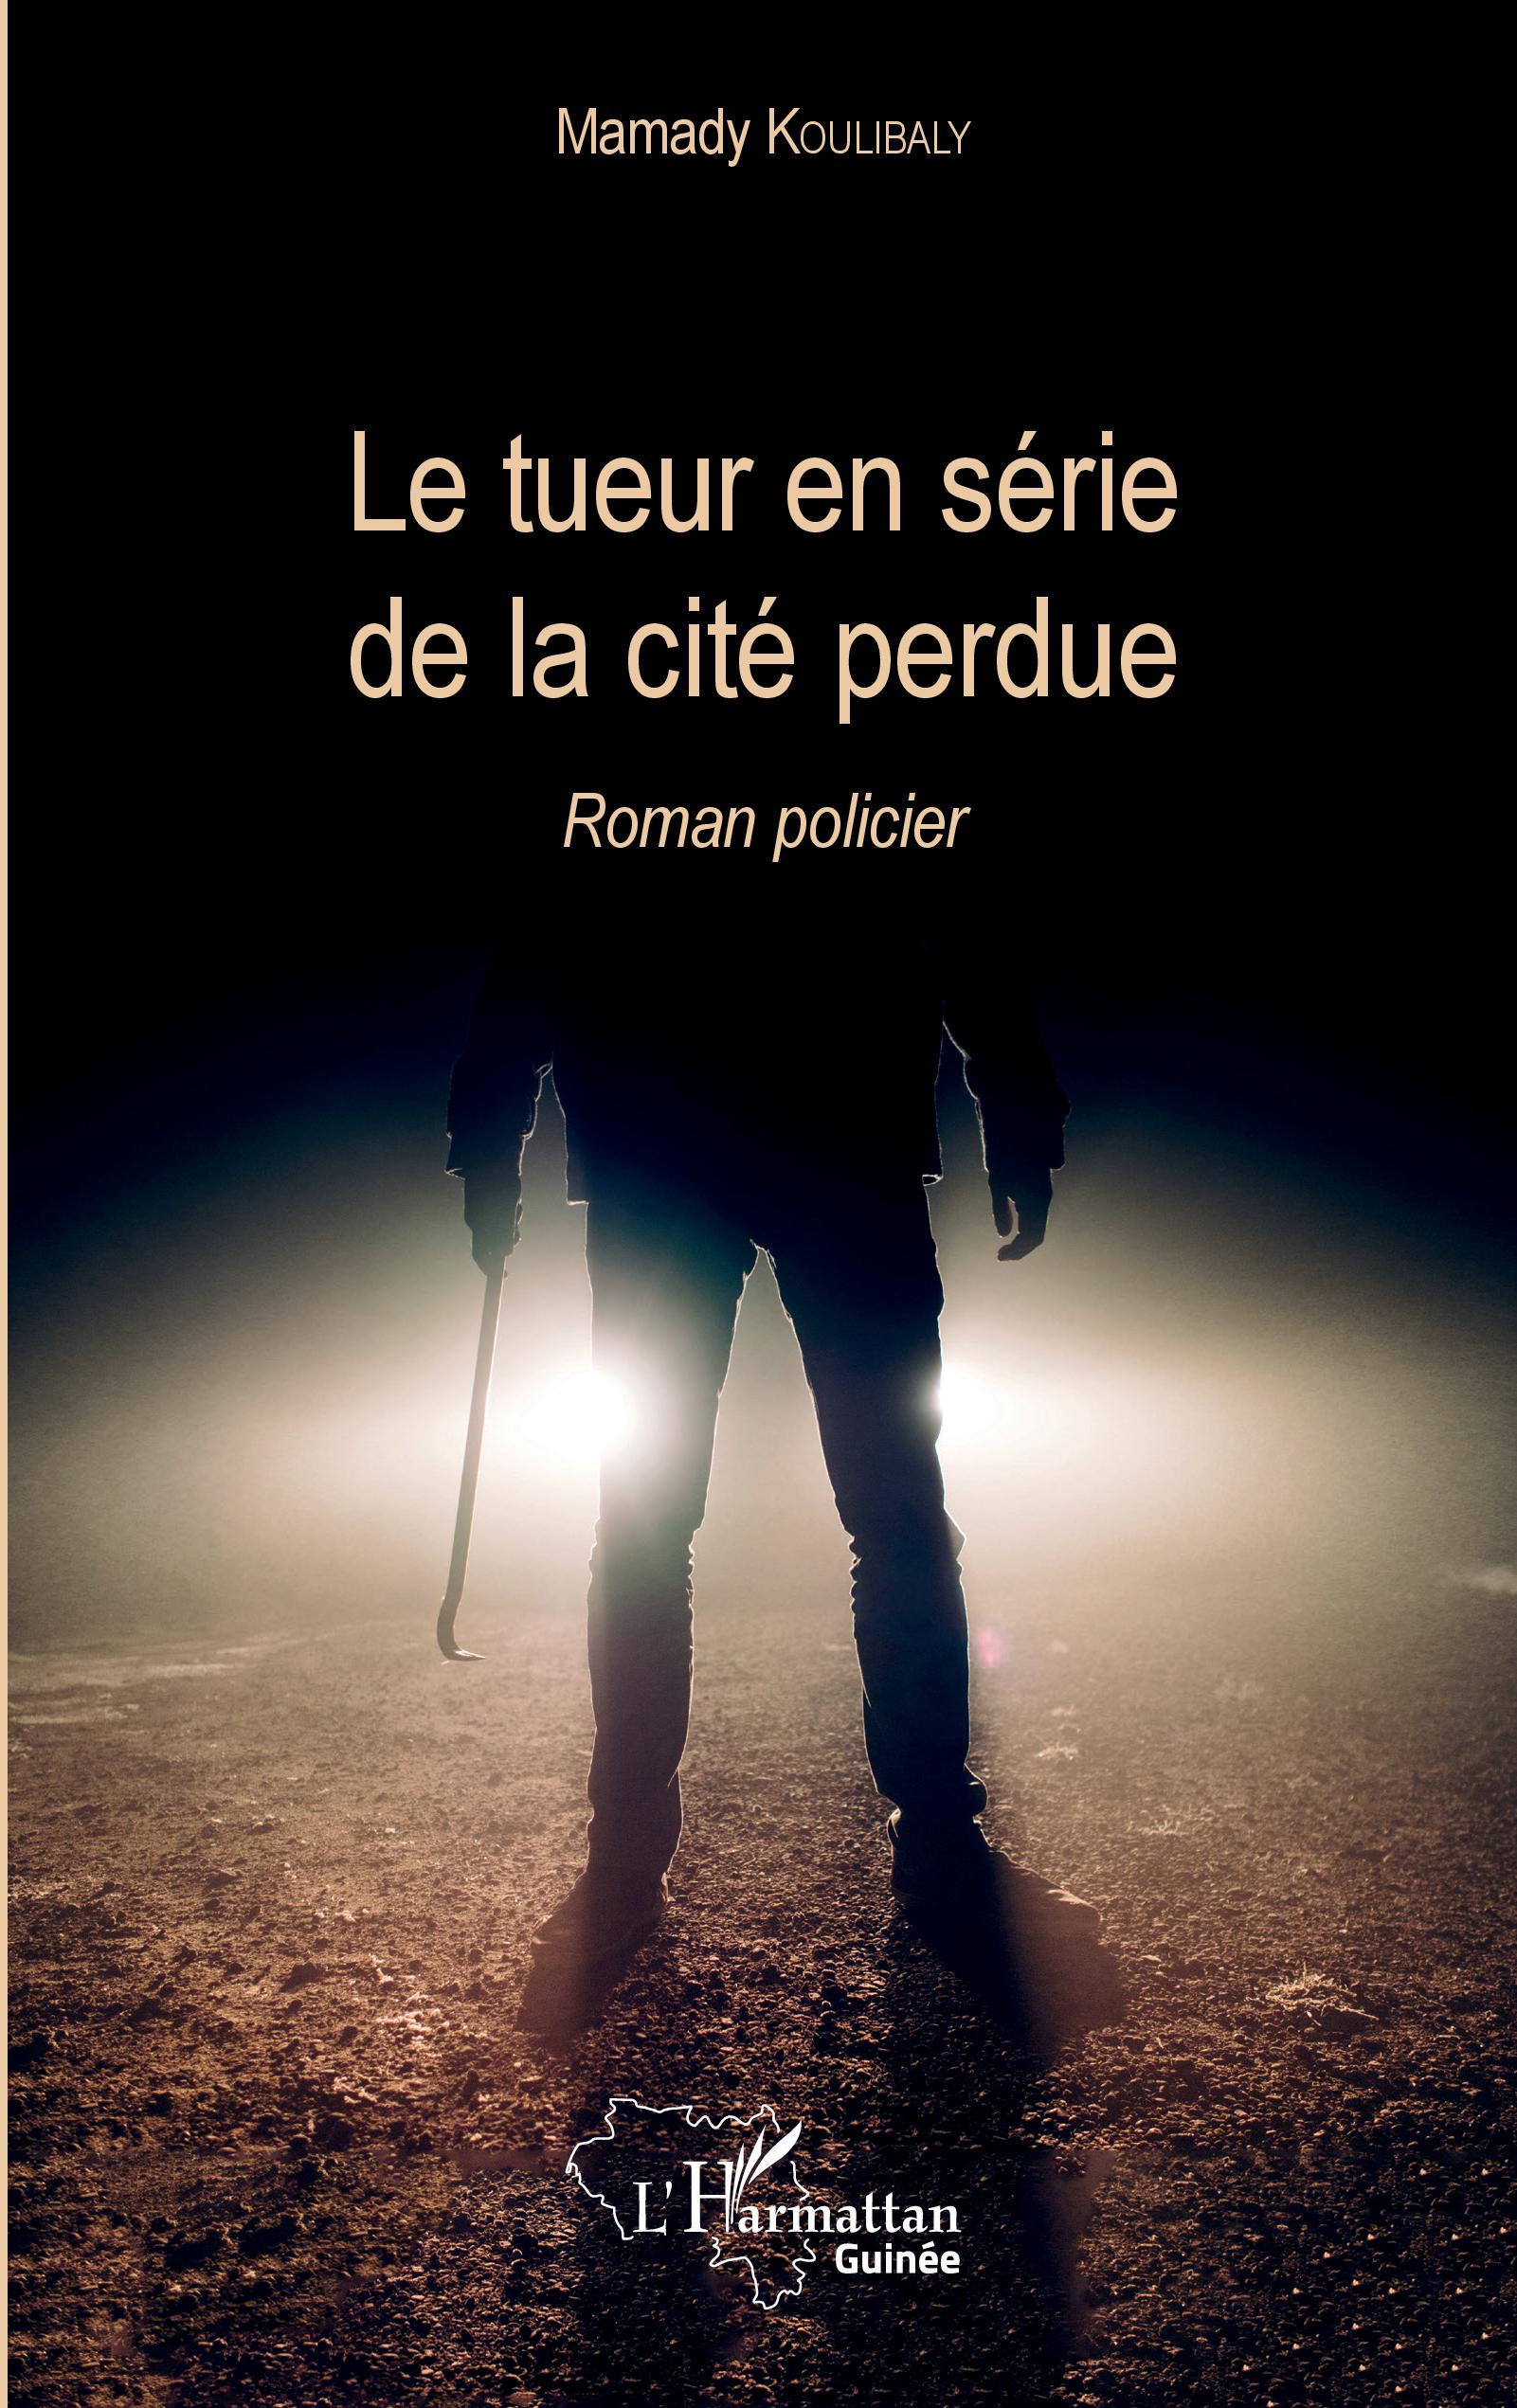 Mamady KOULIBALY
Le tueur en série
de la cité perdue
Roman policier
L'Harmattan
Guinée